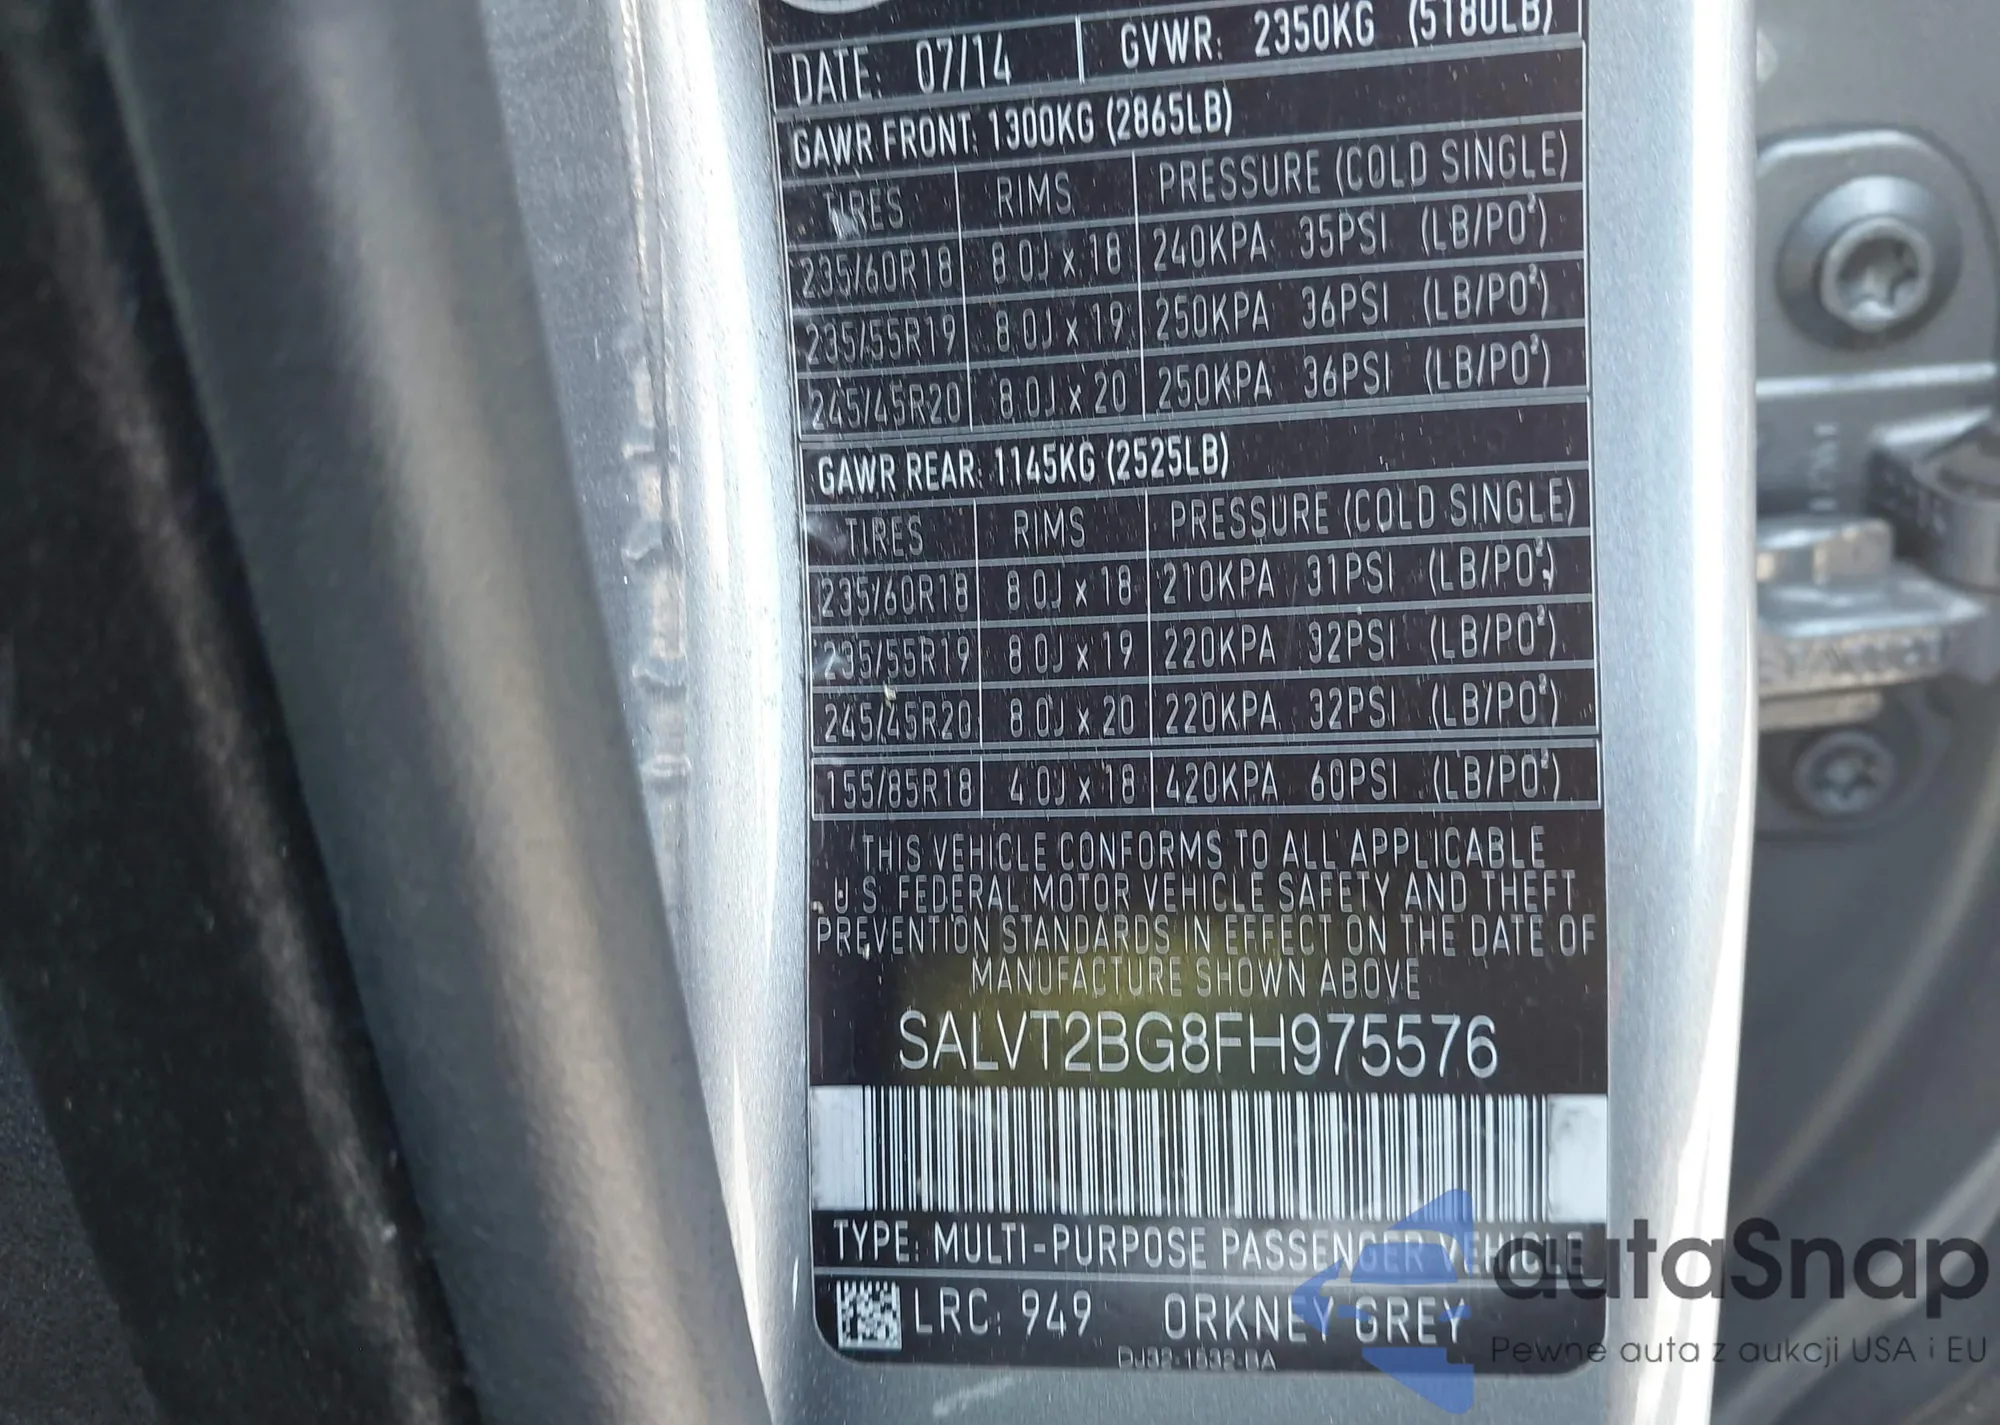 DATE: 07/14 GVWR: 2350KG (5180LB)
GAWR FRONT: 1300KG (2865LB)
TIRES RIMS PRESSURE (COLD SINGLE)
235/60R18 8.0J x 18 240KPA 35PSI (LB/PO²)
235/55R19 8.0J x 19 250KPA 36PSI (LB/PO²)
245/45R20 8.0J x 20 250KPA 36PSI (LB/PO²)
GAWR REAR: 1145KG (2525LB)
TIRES RIMS PRESSURE (COLD SINGLE)
235/60R18 8.0J x 18 210KPA 31PSI (LB/PO²)
235/55R19 8.0J x 19 220KPA 32PSI (LB/PO²)
245/45R20 8.0J x 20 220KPA 32PSI (LB/PO²)
155/85R18 4.0J x 18 420KPA 60PSI (LB/PO²)
THIS VEHICLE CONFORMS TO ALL APPLICABLE
U.S. FEDERAL MOTOR VEHICLE SAFETY AND THEFT
PREVENTION STANDARDS IN EFFECT ON THE DATE OF
MANUFACTURE SHOWN ABOVE
SALVT2BG8FH975576
TYPE: MULTI-PURPOSE PASSENGER VEHICLE
LRC: 949 ORKNEY GREY
autaSnap
Pewne auta z aukcji USA i EU